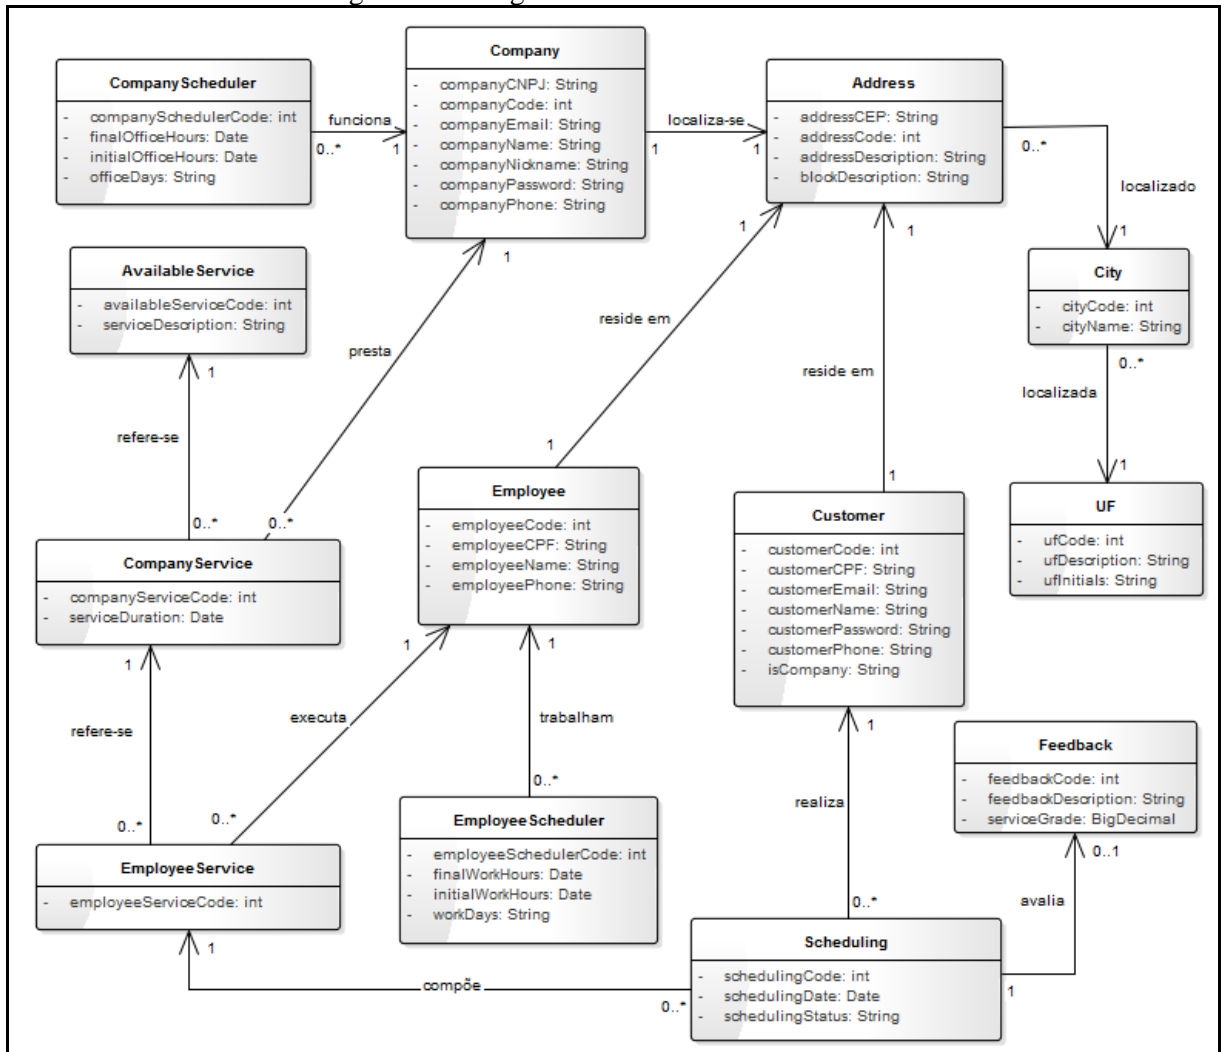 Company
- companyCNPJ: String
- companyCode: int
- companyEmail: String
- companyName: String
- companyNickname: String
- companyPassword: String
- companyPhone: String
CompanyScheduler
- companySchedulerCode: int
- finalOfficeHours: Date
- initialOfficeHours: Date
- officeDays: String
funciona
0..*
1
localiza-se
1
1
Address
- addressCEP: String
- addressCode: int
- addressDescription: String
- blockDescription: String
0..*
localizado
1
City
- cityCode: int
- cityName: String
0..*
localizada
1
UF
- ufCode: int
- ufDescription: String
- ufInitials: String
AvailableService
- availableServiceCode: int
- serviceDescription: String
1
refere-se
0..*
1
presta
0..*
1
reside em
1
1
reside em
1
CompanyService
- companyServiceCode: int
- serviceDuration: Date
Employee
- employeeCode: int
- employeeCPF: String
- employeeName: String
- employeePhone: String
Customer
- customerCode: int
- customerCPF: String
- customerEmail: String
- customerName: String
- customerPassword: String
- customerPhone: String
- isCompany: String
1
refere-se
0..*
1
executa
0..*
1
trabalham
0..*
1
realiza
0..*
Feedback
- feedbackCode: int
- feedbackDescription: String
- serviceGrade: BigDecimal
0..1
avalia
1
EmployeeService
- employeeServiceCode: int
EmployeeScheduler
- employeeSchedulerCode: int
- finalWorkHours: Date
- initialWorkHours: Date
- workDays: String
Scheduling
- schedulingCode: int
- schedulingDate: Date
- schedulingStatus: String
1
compõe
0..*